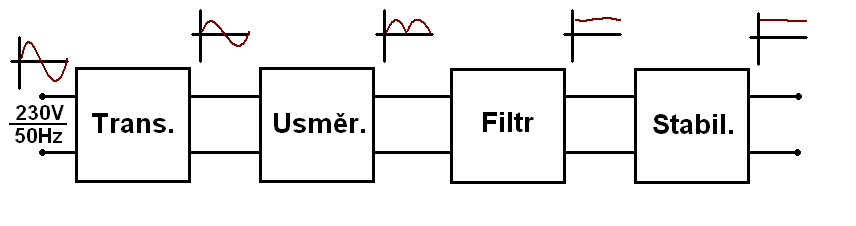 230V
50Hz
Trans.
Usměr.
Filtr
Stabil.